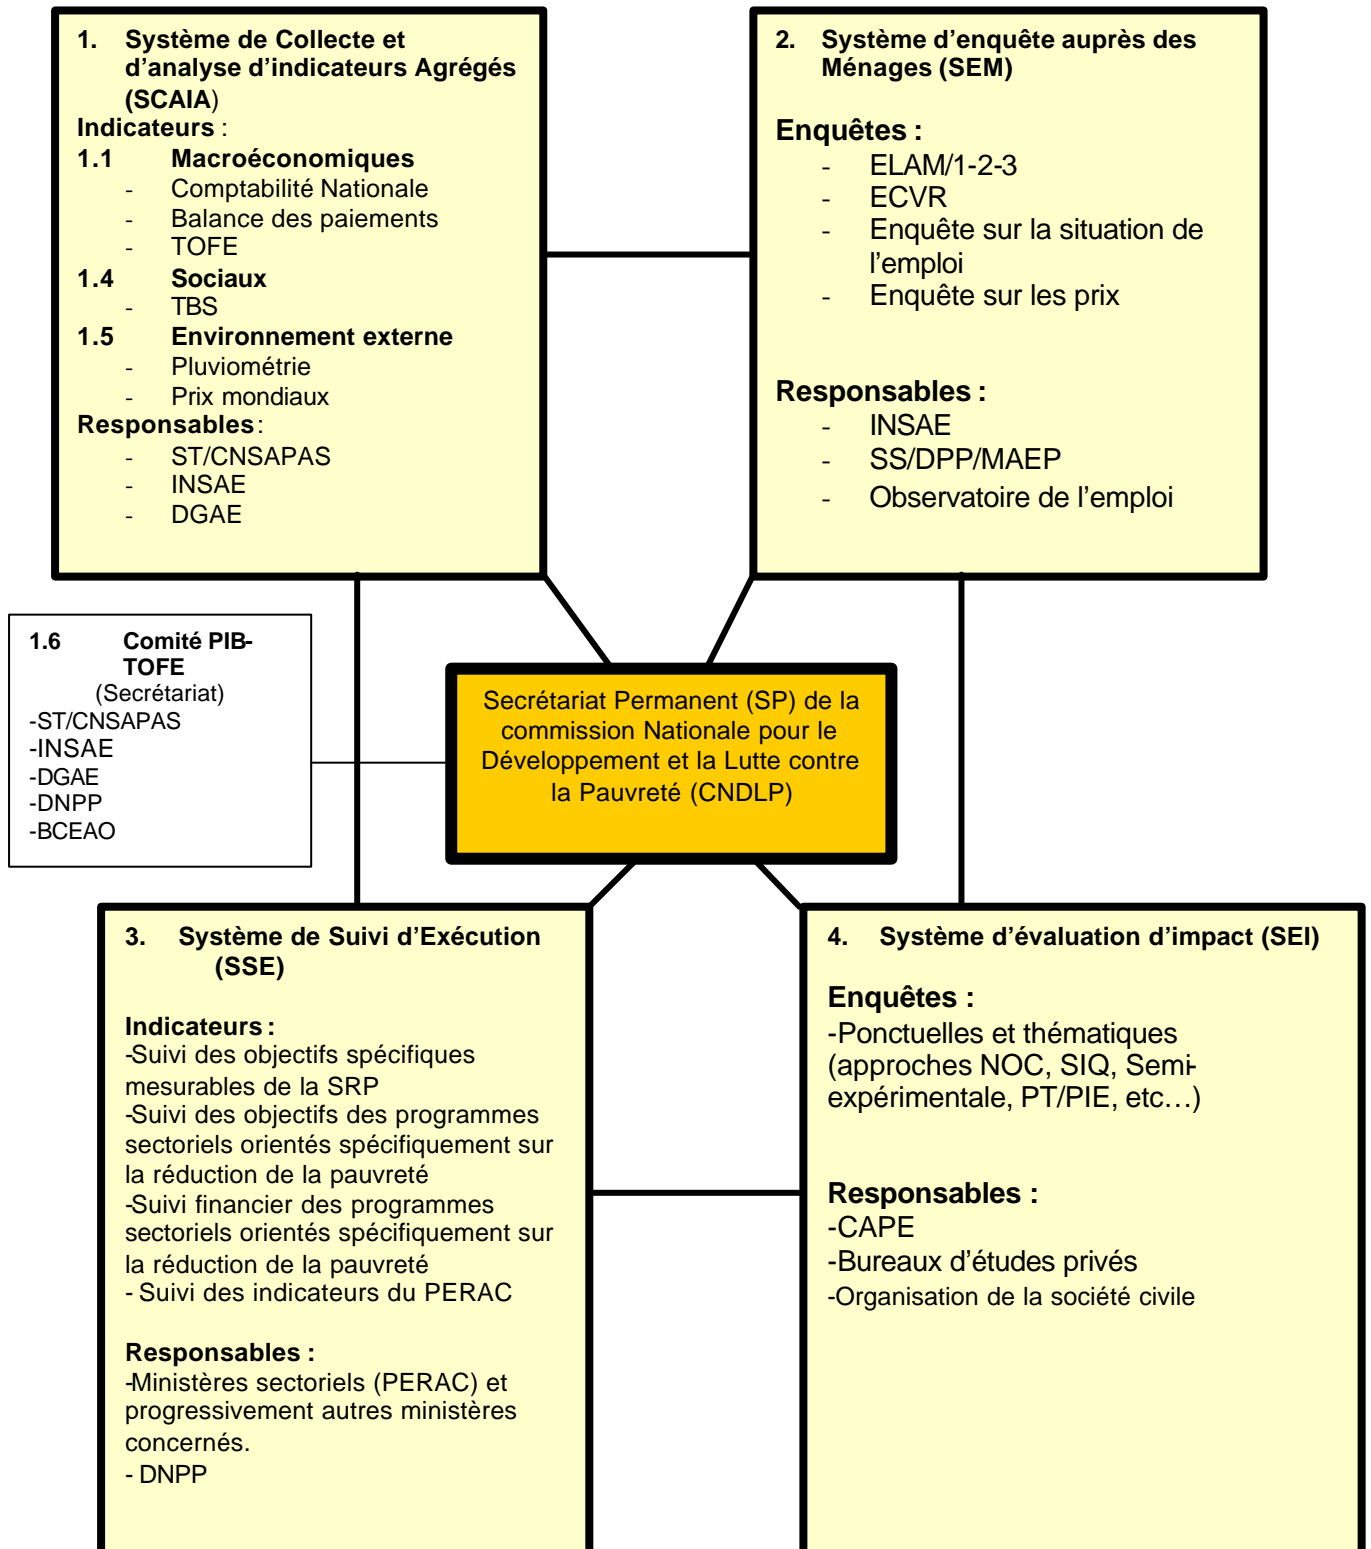 1. Système de Collecte et
d'analyse d'indicateurs Agrégés
(SCAIA)
Indicateurs :
1.1 Macroéconomiques
- Comptabilité Nationale
- Balance des paiements
- TOFE
1.4 Sociaux
- TBS
1.5 Environnement externe
- Pluviométrie
- Prix mondiaux
Responsables:
- ST/CNSAPAS
- INSAE
- DGAE
2. Système d'enquête auprès des
Ménages (SEM)
Enquêtes :
- ELAM/1-2-3
- ECVR
- Enquête sur la situation de
l'emploi
- Enquête sur les prix
Responsables :
- INSAE
- SS/DPP/MAEP
- Observatoire de l'emploi
1.6 Comité PIB-
TOFE
(Secrétariat)
-ST/CNSAPAS
-INSAE
-DGAE
-DNPP
-BCEAO
Secrétariat Permanent (SP) de la
commission Nationale pour le
Développement et la Lutte contre
la Pauvreté (CNDLP)
3. Système de Suivi d'Exécution
(SSE)
Indicateurs :
-Suivi des objectifs spécifiques
mesurables de la SRP
-Suivi des objectifs des programmes
sectoriels orientés spécifiquement sur
la réduction de la pauvreté
-Suivi financier des programmes
sectoriels orientés spécifiquement sur
la réduction de la pauvreté
- Suivi des indicateurs du PERAC
Responsables :
-Ministères sectoriels (PERAC) et
progressivement autres ministères
concernés.
- DNPP
4. Système d'évaluation d'impact (SEI)
Enquêtes :
-Ponctuelles et thématiques
(approches NOC, SIQ, Semi-
expérimentale, PT/PIE, etc…)
Responsables :
-CAPE
-Bureaux d'études privés
-Organisation de la société civile